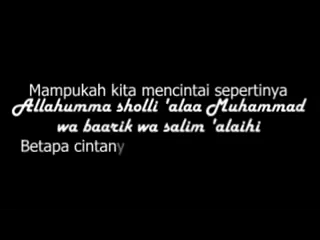 Mampukah kita mencintai sepertinya
Allahumma sholli 'alaa Muhammad
wa baarik wa salim 'alaihi
Betapa cintany